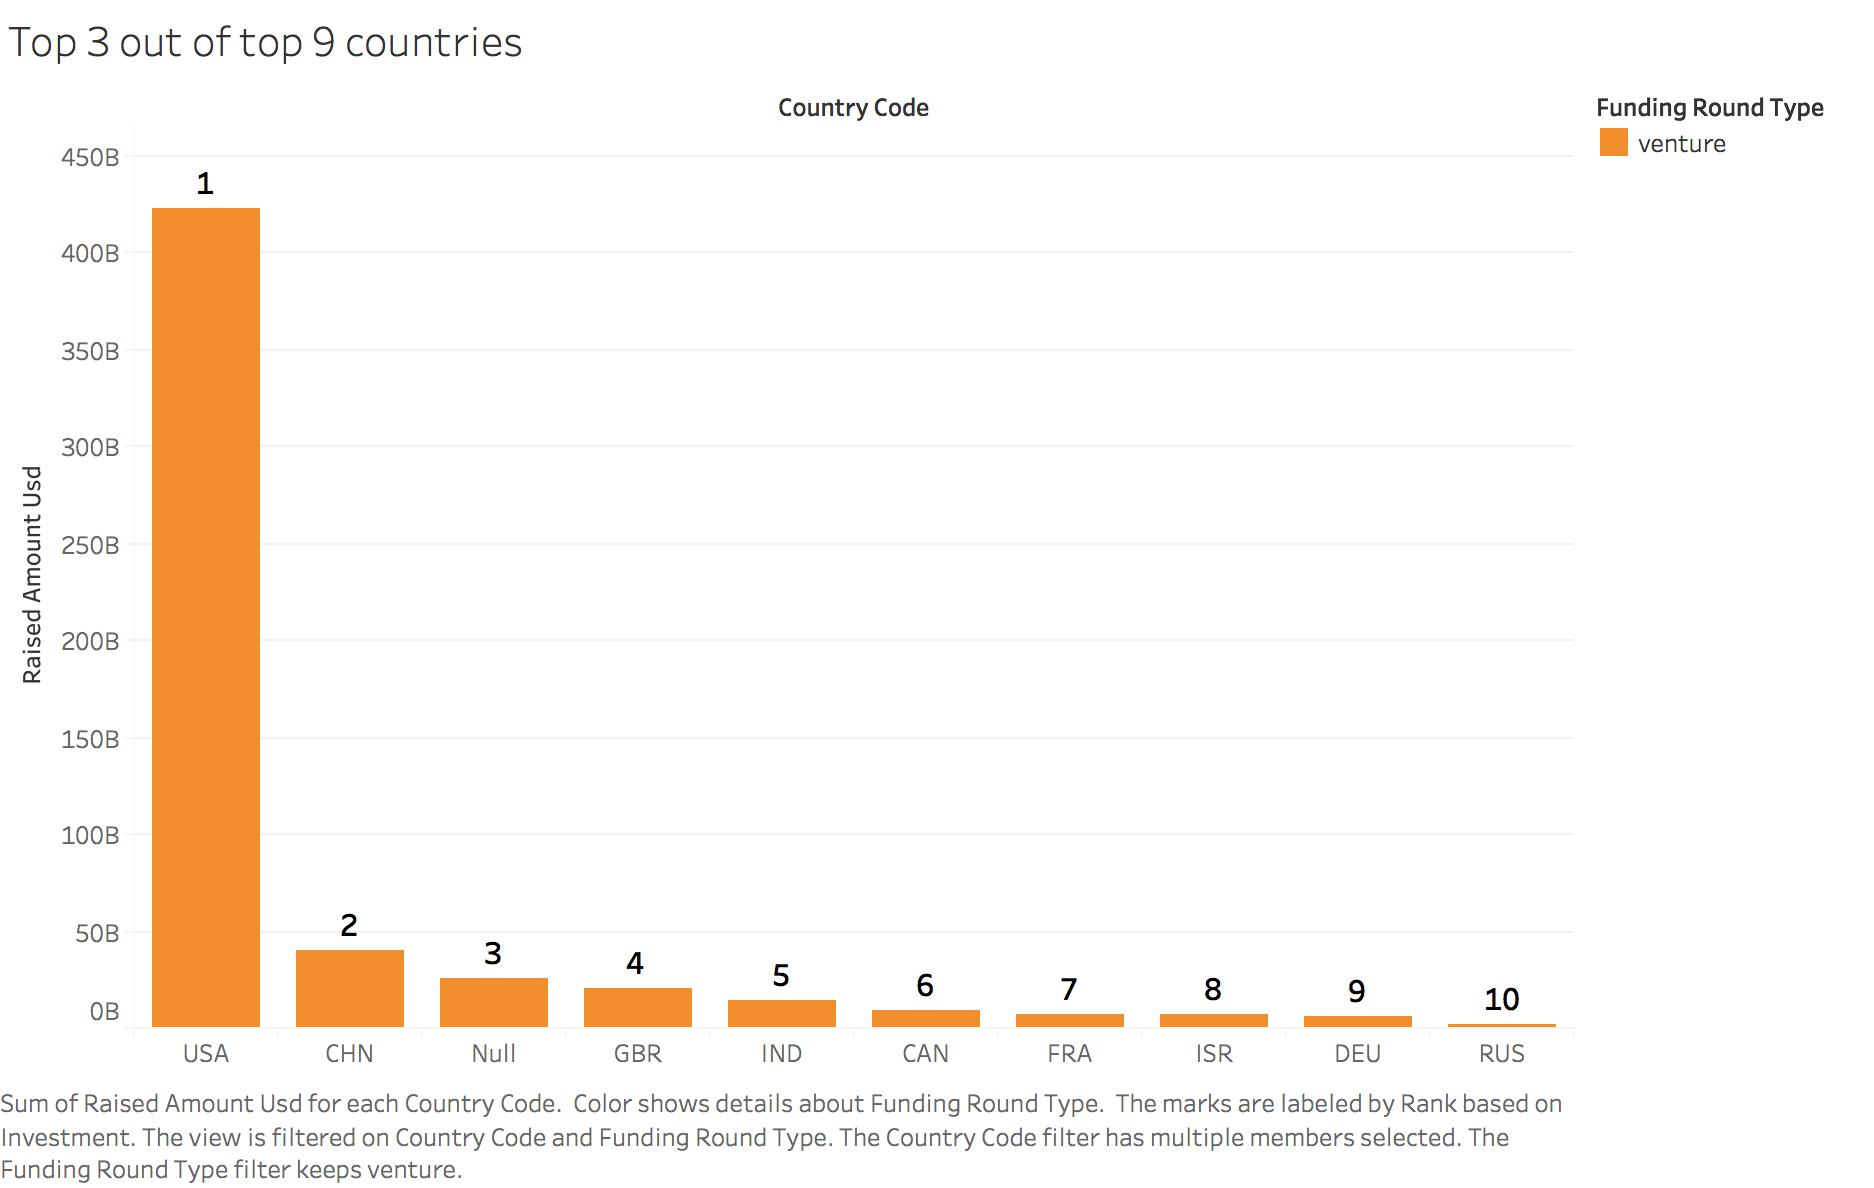 Top 3 out of top 9 countries
Country Code
Funding Round Type
venture
450B
400B
350B
300B
250B
200B
150B
100B
50B
0B
Raised Amount Usd
1
2
3
4
5
6
7
8
9
10
USA
CHN
Null
GBR
IND
CAN
FRA
ISR
DEU
RUS
Sum of Raised Amount Usd for each Country Code.  Color shows details about Funding Round Type.  The marks are labeled by Rank based on
Investment. The view is filtered on Country Code and Funding Round Type. The Country Code filter has multiple members selected. The
Funding Round Type filter keeps venture.